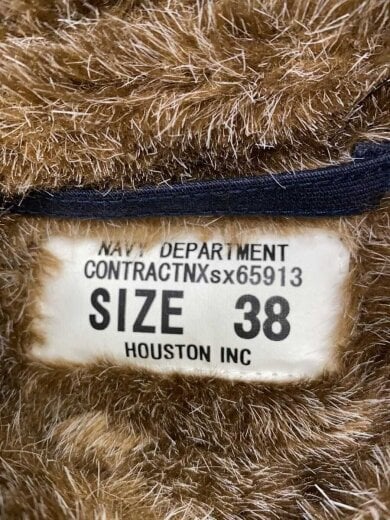 NAVY DEPARTMENT
CONTRACTNXsx65913
SIZE 38
HOUSTON INC